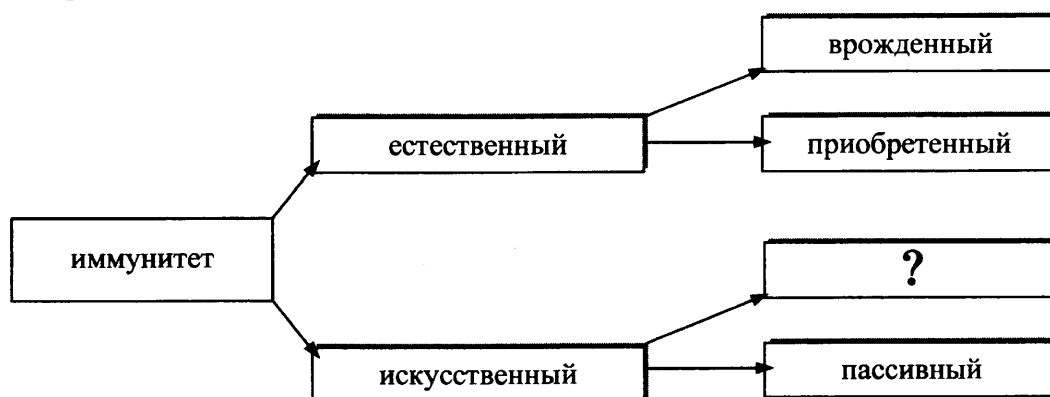 врожденный
естественный
приобретенный
иммунитет
?
искусственный
пассивный